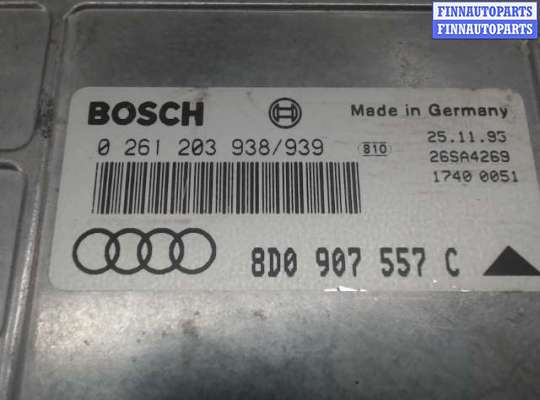 FINNAUTOPARTS
FINNAUTOPARTS
BOSCH
Made in Germany
0 261 203 938/939
810
25.11.95
26SA4269
1740 0051
8D0 907 557 C